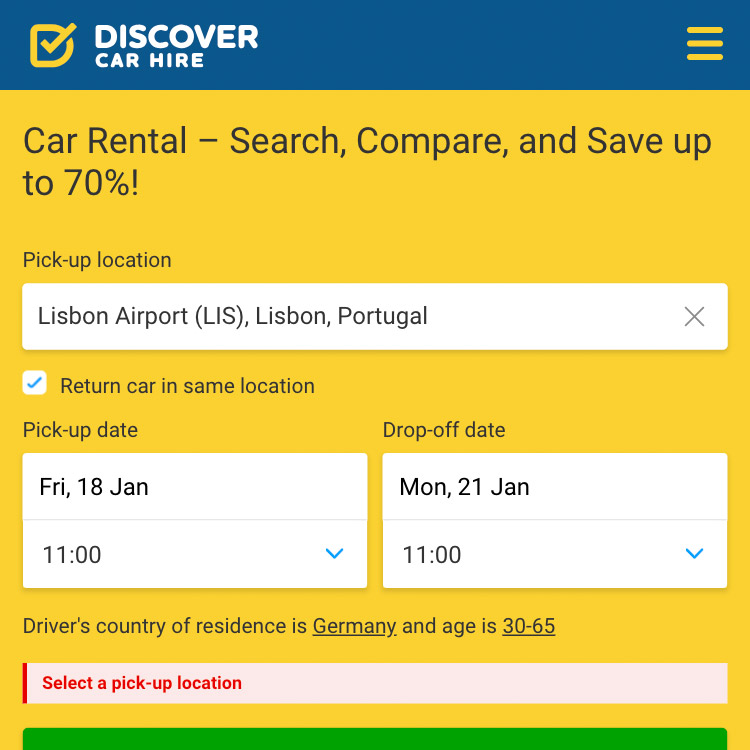 DISCOVER
CAR HIRE
Car Rental – Search, Compare, and Save up
to 70%!
Pick-up location
Lisbon Airport (LIS), Lisbon, Portugal
Return car in same location
Pick-up date
Drop-off date
Fri, 18 Jan
Mon, 21 Jan
11:00
11:00
Driver's country of residence is Germany and age is 30-65
Select a pick-up location